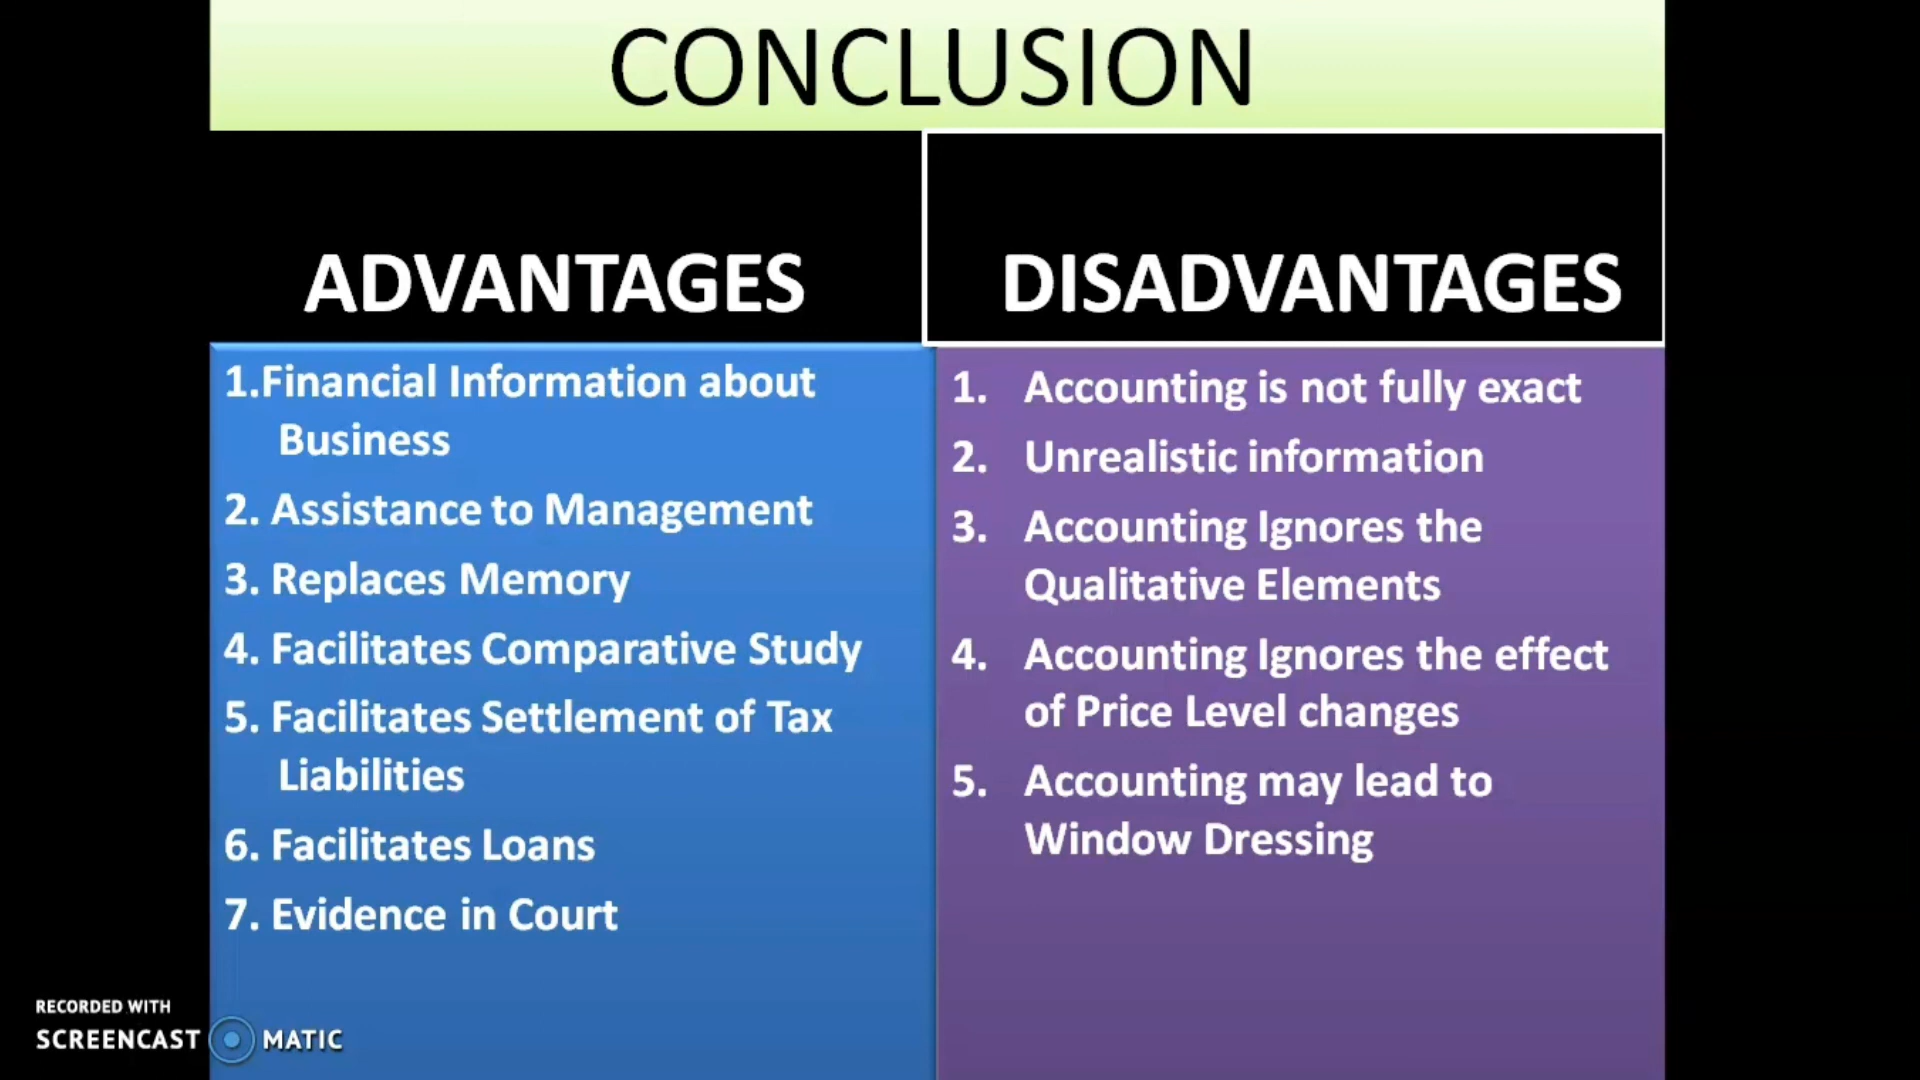 CONCLUSION
ADVANTAGES
1.Financial Information about
Business
2. Assistance to Management
3. Replaces Memory
4. Facilitates Comparative Study
5. Facilitates Settlement of Tax
Liabilities
6. Facilitates Loans
7. Evidence in Court
DISADVANTAGES
1. Accounting is not fully exact
2. Unrealistic information
3. Accounting Ignores the
Qualitative Elements
4. Accounting Ignores the effect
of Price Level changes
5. Accounting may lead to
Window Dressing
RECORDED WITH
SCREENCAST MATIC